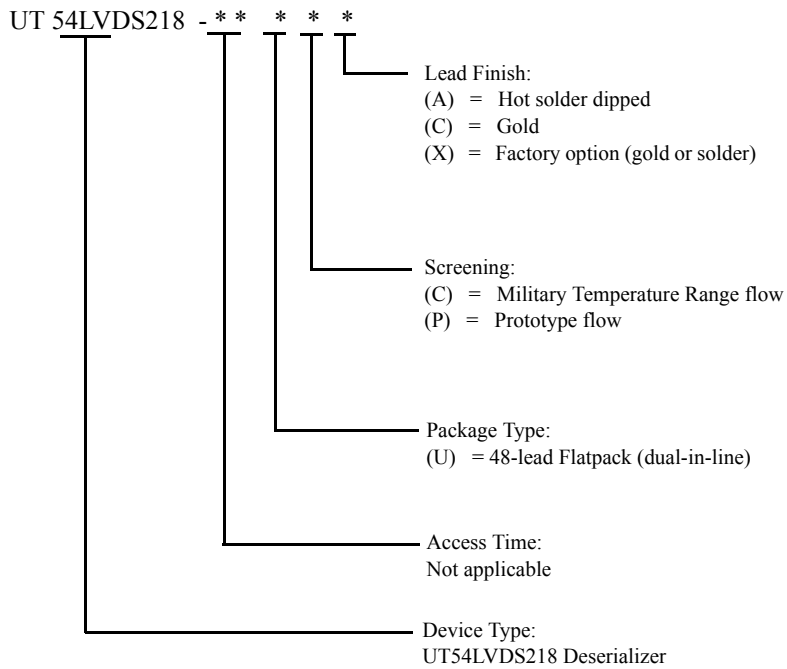 UT 54LVDS218 - * * * * *
Lead Finish:
(A) = Hot solder dipped
(C) = Gold
(X) = Factory option (gold or solder)
Screening:
(C) = Military Temperature Range flow
(P) = Prototype flow
Package Type:
(U) = 48-lead Flatpack (dual-in-line)
Access Time:
Not applicable
Device Type:
UT54LVDS218 Deserializer